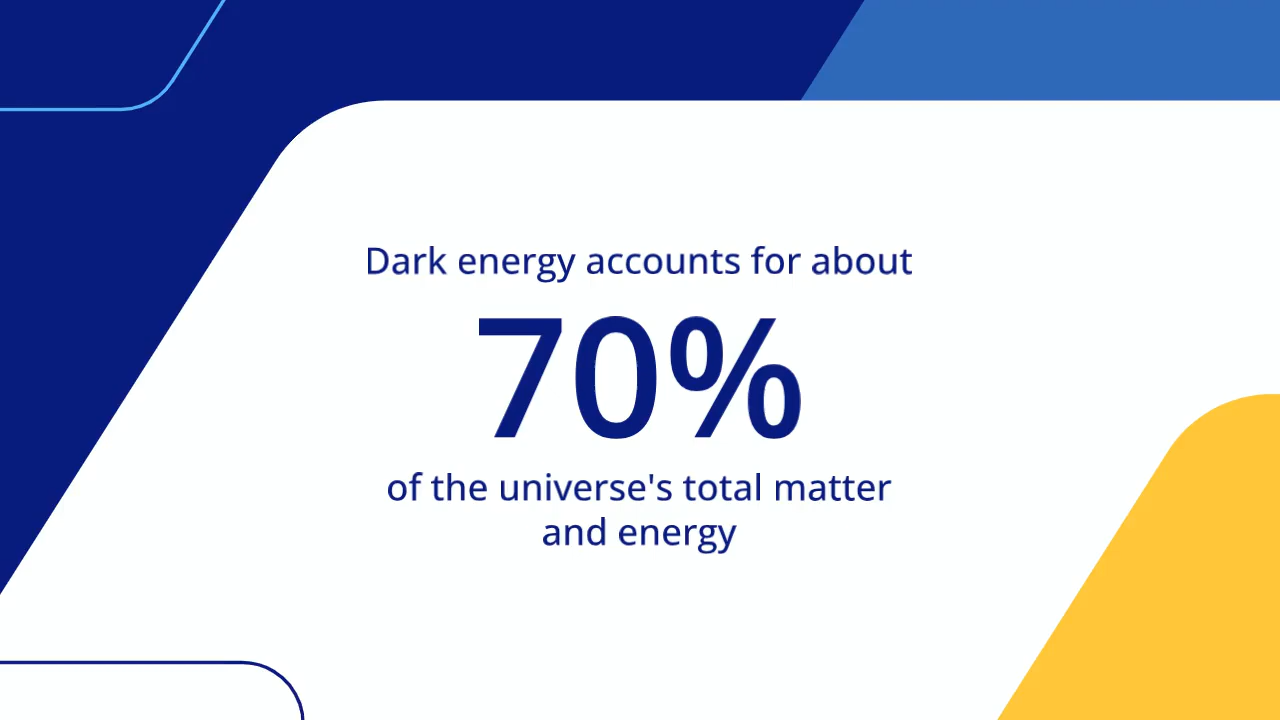 Dark energy accounts for about
70%
of the universe's total matter
and energy